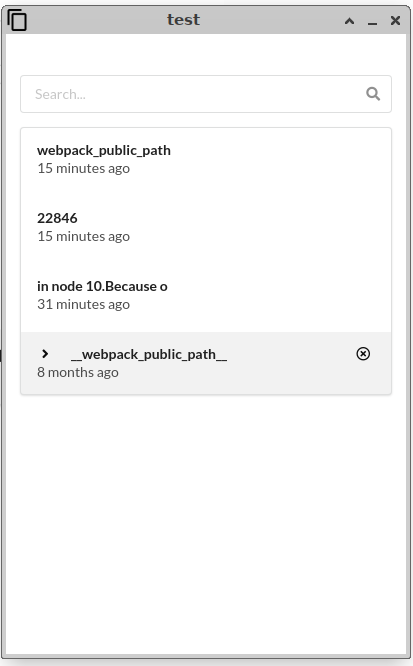 test
Search...
webpack_public_path
15 minutes ago
22846
15 minutes ago
in node 10.Because o
31 minutes ago
__webpack_public_path__
8 months ago